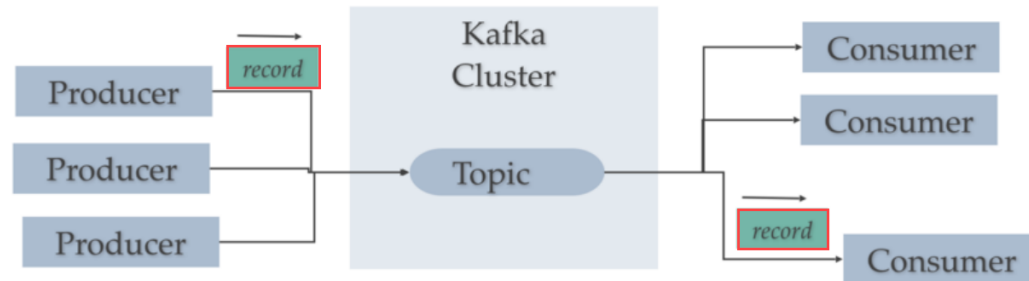 Producer
record
Producer
Producer
Kafka
Cluster
Topic
Consumer
Consumer
record
Consumer